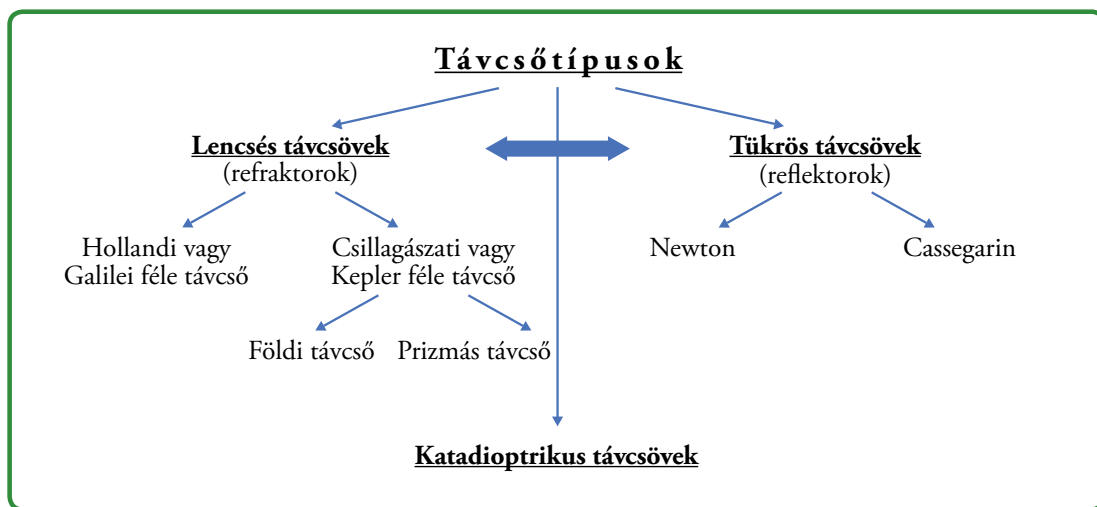 Távcsőtípusok
Lencsés távcsövek
(refraktorok)
Tükrös távcsövek
(reflektorok)
Hollandi vagy
Galilei féle távcső
Csillagászati vagy
Kepler féle távcső
Newton
Cassegarin
Földi távcső
Prizmás távcső
Katadioptrikus távcsövek